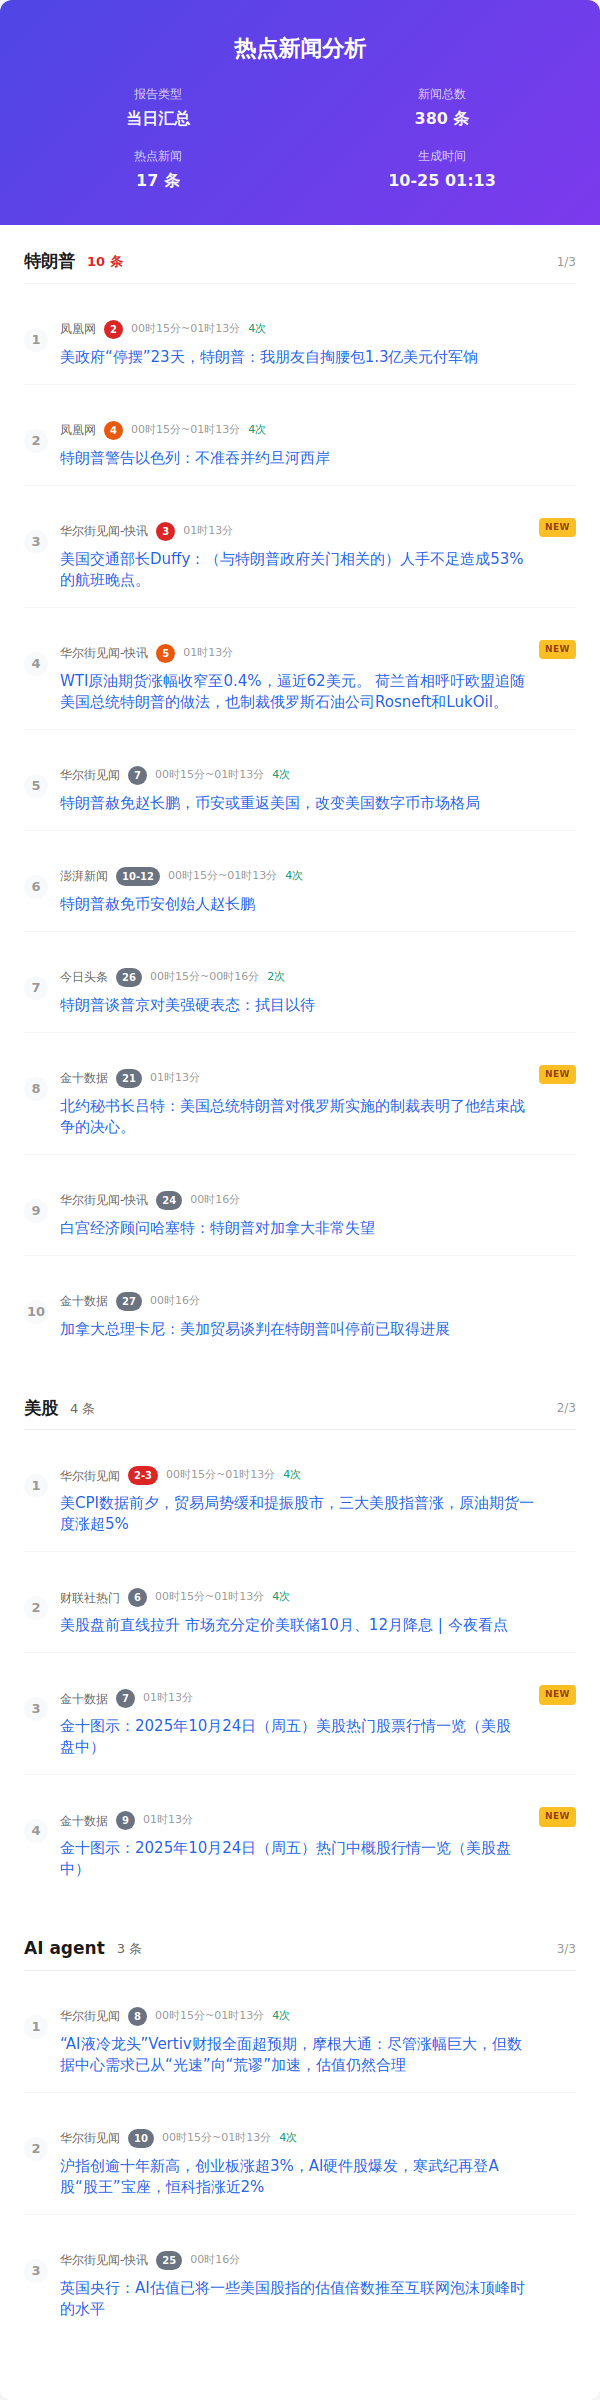 热点新闻分析
报告类型
新闻总数
当日汇总
380 条
热点新闻
生成时间
17 条
10-25 01:13
特朗普 10 条 1/3
1
凤凰网 2 00时15分~01时13分 4次
美政府“停摆”23天，特朗普：我朋友自掏腰包1.3亿美元付军饷
2
凤凰网 4 00时15分~01时13分 4次
特朗普警告以色列：不准吞并约旦河西岸
3
华尔街见闻-快讯 3 01时13分 NEW
美国交通部长Duffy：（与特朗普政府关门相关的）人手不足造成53%
的航班晚点。
4
华尔街见闻-快讯 5 01时13分 NEW
WTI原油期货涨幅收窄至0.4%，逼近62美元。 荷兰首相呼吁欧盟追随
美国总统特朗普的做法，也制裁俄罗斯石油公司Rosneft和LukOil。
5
华尔街见闻 7 00时15分~01时13分 4次
特朗普赦免赵长鹏，币安或重返美国，改变美国数字币市场格局
6
澎湃新闻 10-12 00时15分~01时13分 4次
特朗普赦免币安创始人赵长鹏
7
今日头条 26 00时15分~00时16分 2次
特朗普谈普京对美强硬表态：拭目以待
8
金十数据 21 01时13分 NEW
北约秘书长吕特：美国总统特朗普对俄罗斯实施的制裁表明了他结束战
争的决心。
9
华尔街见闻-快讯 24 00时16分
白宫经济顾问哈塞特：特朗普对加拿大非常失望
10
金十数据 27 00时16分
加拿大总理卡尼：美加贸易谈判在特朗普叫停前已取得进展
美股 4 条 2/3
1
华尔街见闻 2-3 00时15分~01时13分 4次
美CPI数据前夕，贸易局势缓和提振股市，三大美股指普涨，原油期货一
度涨超5%
2
财联社热门 6 00时15分~01时13分 4次
美股盘前直线拉升 市场充分定价美联储10月、12月降息 | 今夜看点
3
金十数据 7 01时13分 NEW
金十图示：2025年10月24日（周五）美股热门股票行情一览（美股
盘中）
4
金十数据 9 01时13分 NEW
金十图示：2025年10月24日（周五）热门中概股行情一览（美股盘
中）
AI agent 3 条 3/3
1
华尔街见闻 8 00时15分~01时13分 4次
“AI液冷龙头”Vertiv财报全面超预期，摩根大通：尽管涨幅巨大，但数
据中心需求已从“光速”向“荒谬”加速，估值仍然合理
2
华尔街见闻 10 00时15分~01时13分 4次
沪指创逾十年新高，创业板涨超3%，AI硬件股爆发，寒武纪再登A
股“股王”宝座，恒科指涨近2%
3
华尔街见闻-快讯 25 00时16分
英国央行：AI估值已将一些美国股指的估值倍数推至互联网泡沫顶峰时
的水平